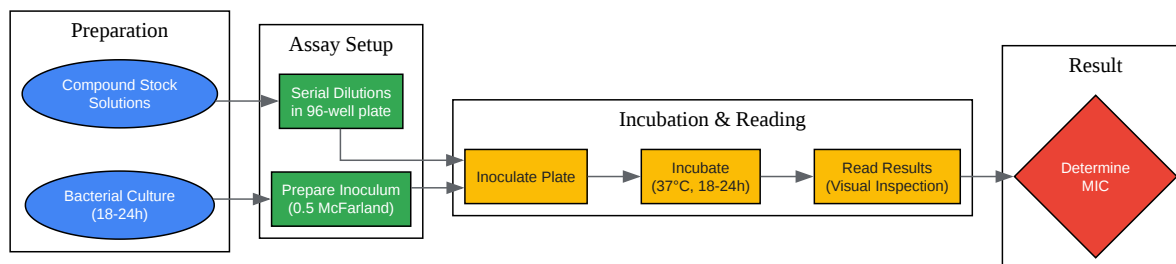 Preparation
Compound Stock
Solutions
Bacterial Culture
(18-24h)
Assay Setup
Serial Dilutions
in 96-well plate
Prepare Inoculum
(0.5 McFarland)
Incubation & Reading
Inoculate Plate
Incubate
(37°C, 18-24h)
Read Results
(Visual Inspection)
Result
Determine
MIC